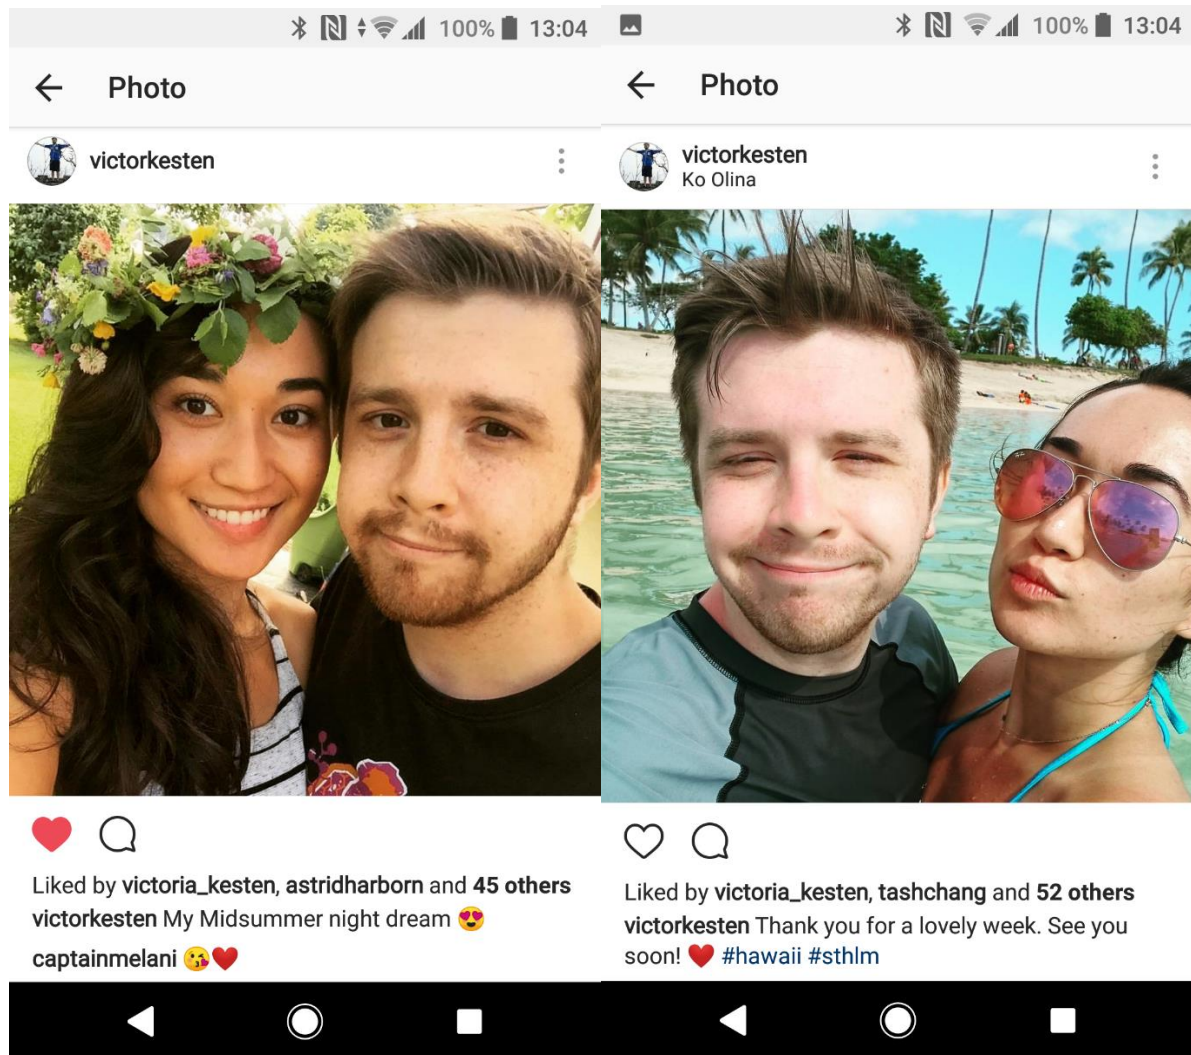 100% 13:04
Photo
victorkesten
Liked by victoria_kesten, astridharborn and 45 others
victorkesten My Midsummer night dream 😍
captainmelani 😘❤️
100% 13:04
Photo
victorkesten
Ko Olina
Liked by victoria_kesten, tashchang and 52 others
victorkesten Thank you for a lovely week. See you
soon! ❤️ #hawaii #sthlm